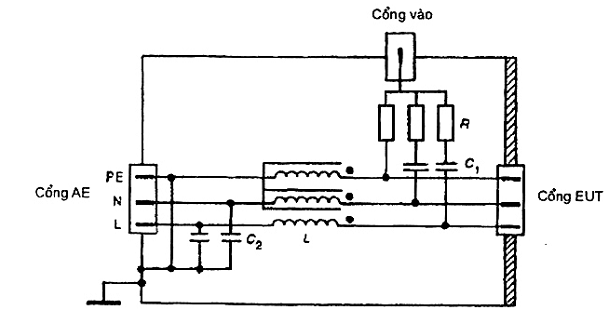 Cổng vào
R
C1
PE
Cổng AE
N
Cổng EUT
L
C2
L